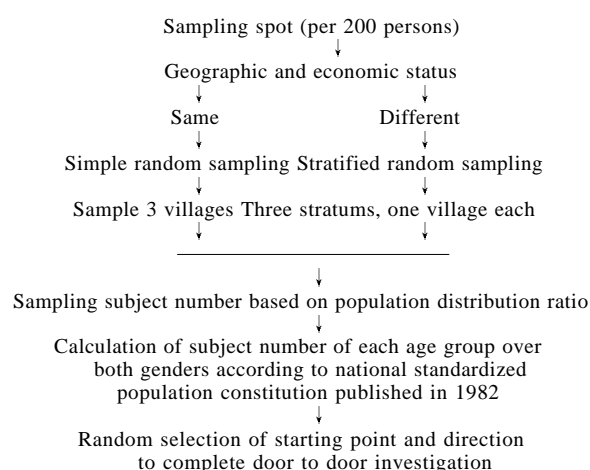 Sampling spot (per 200 persons)
Geographic and economic status
Same Different
Simple random sampling Stratified random sampling
Sample 3 villages Three stratums, one village each
Sampling subject number based on population distribution ratio
Calculation of subject number of each age group over
both genders according to national standardized
population constitution published in 1982
Random selection of starting point and direction
to complete door to door investigation